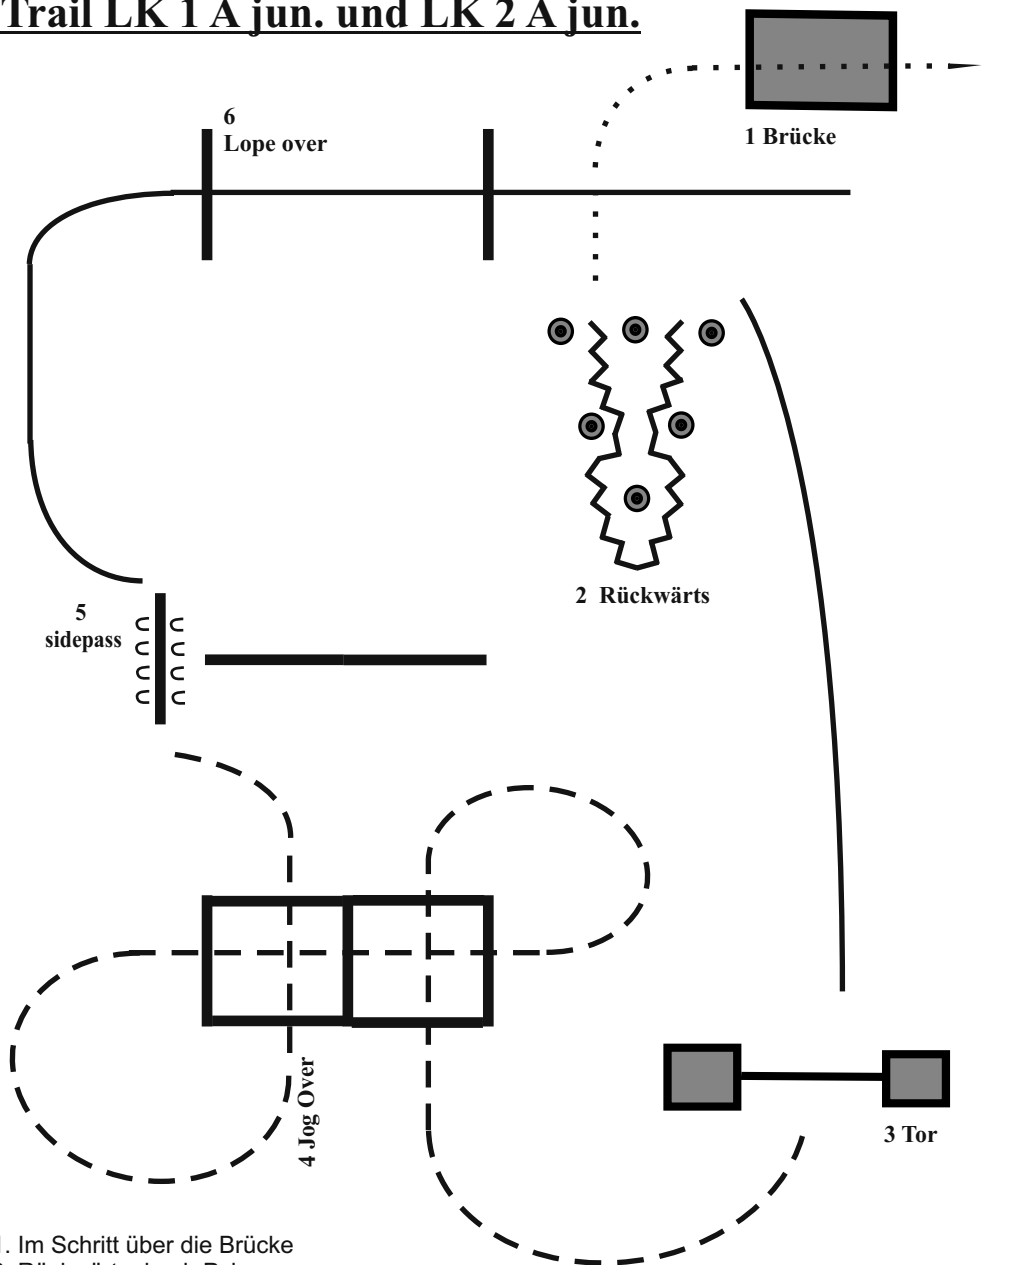 Trail LK 1 A jun. und LK 2 A jun.
6
Lope over
1 Brücke
2 Rückwärts
5
sidepass
4 Jog Over
3 Tor
1. Im Schritt über die Brücke